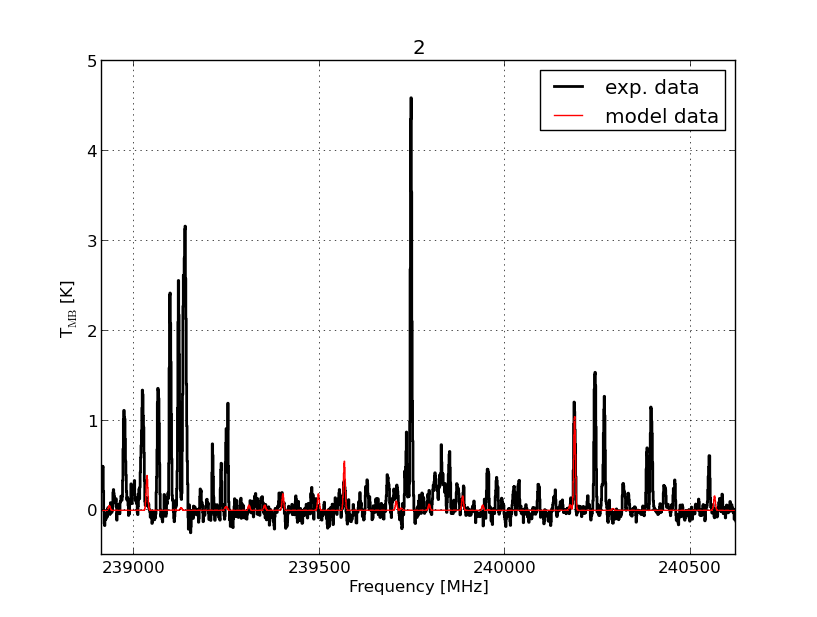 2
5
exp. data
model data
4
3
T_MB [K]
2
1
0
239000 239500 240000 240500
Frequency [MHz]